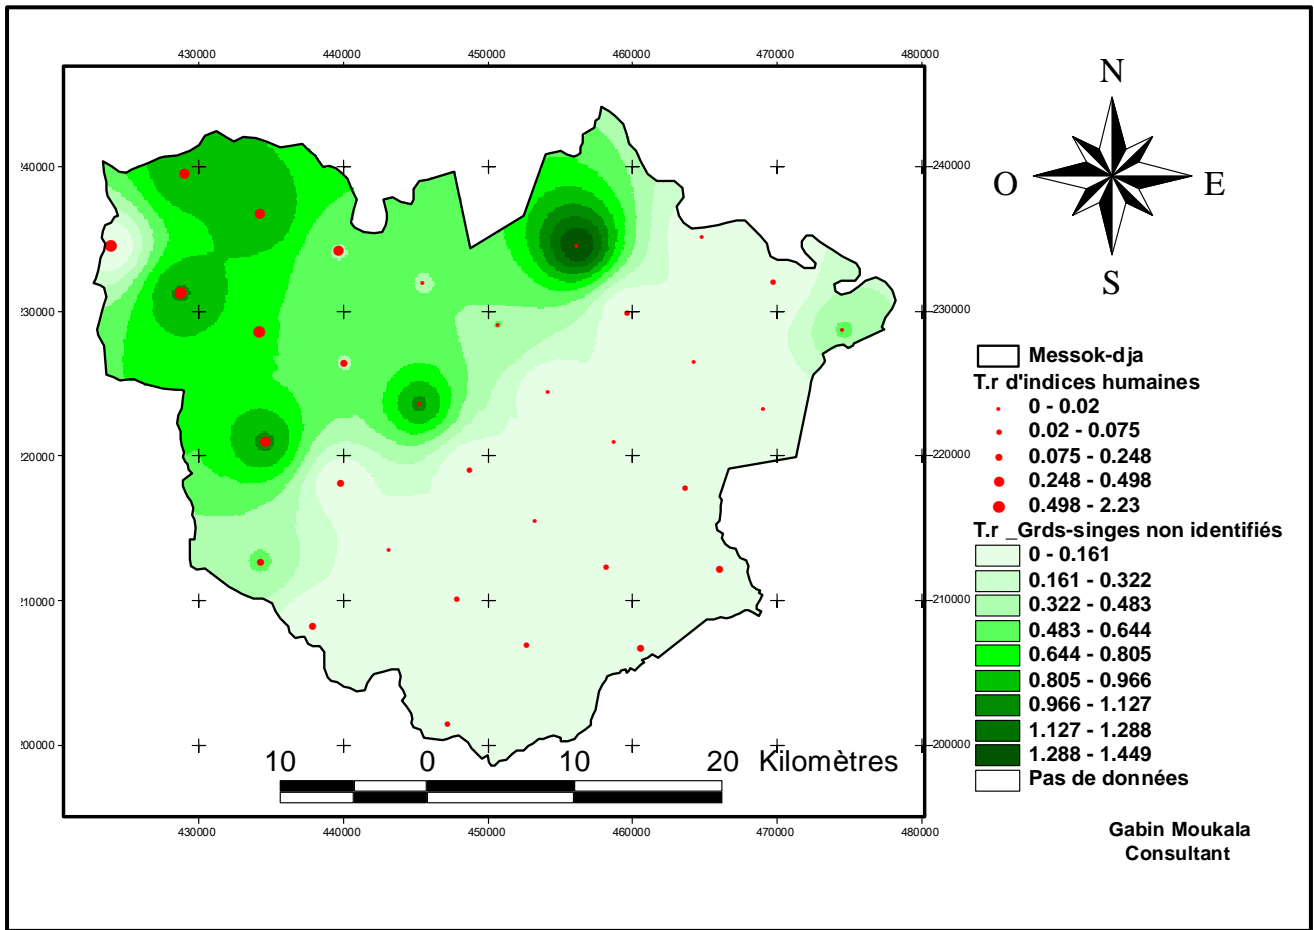 430000 440000 450000 460000 470000 480000
240000 240000
230000 230000
220000 220000
210000 210000
200000 200000
10 0 10 20 Kilomètres
430000 440000 450000 460000 470000 480000
N
O E
S
Messok-dja
T.r d'indices humaines
0 - 0.02
0.02 - 0.075
0.075 - 0.248
0.248 - 0.498
0.498 - 2.23
T.r _Grds-singes non identifiés
0 - 0.161
0.161 - 0.322
0.322 - 0.483
0.483 - 0.644
0.644 - 0.805
0.805 - 0.966
0.966 - 1.127
1.127 - 1.288
1.288 - 1.449
Pas de données
Gabin Moukala
Consultant